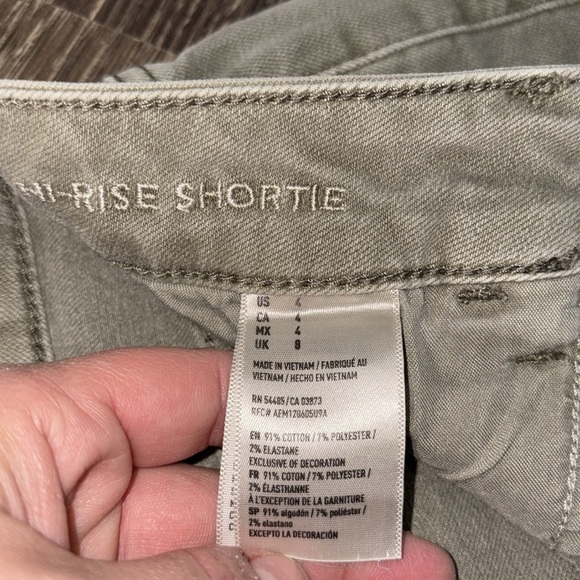 HI-RISE SHORTIE
US 4
CA 4
MX 4
UK 8
MADE IN VIETNAM / FABRIQUÉ AU
VIETNAM / HECHO EN VIETNAM
RN 54485/CA 03873
RFC# AEM120605U9A
EN 91% COTTON / 7% POLYESTER /
2% ELASTANE
EXCLUSIVE OF DECORATION
FR 91% COTON / 7% POLYESTER /
2% ÉLASTHANNE
À L'EXCEPTION DE LA GARNITURE
SP 91% algodón / 7% poliéster /
2% elastano
EXCEPTO LA DECORACIÓN